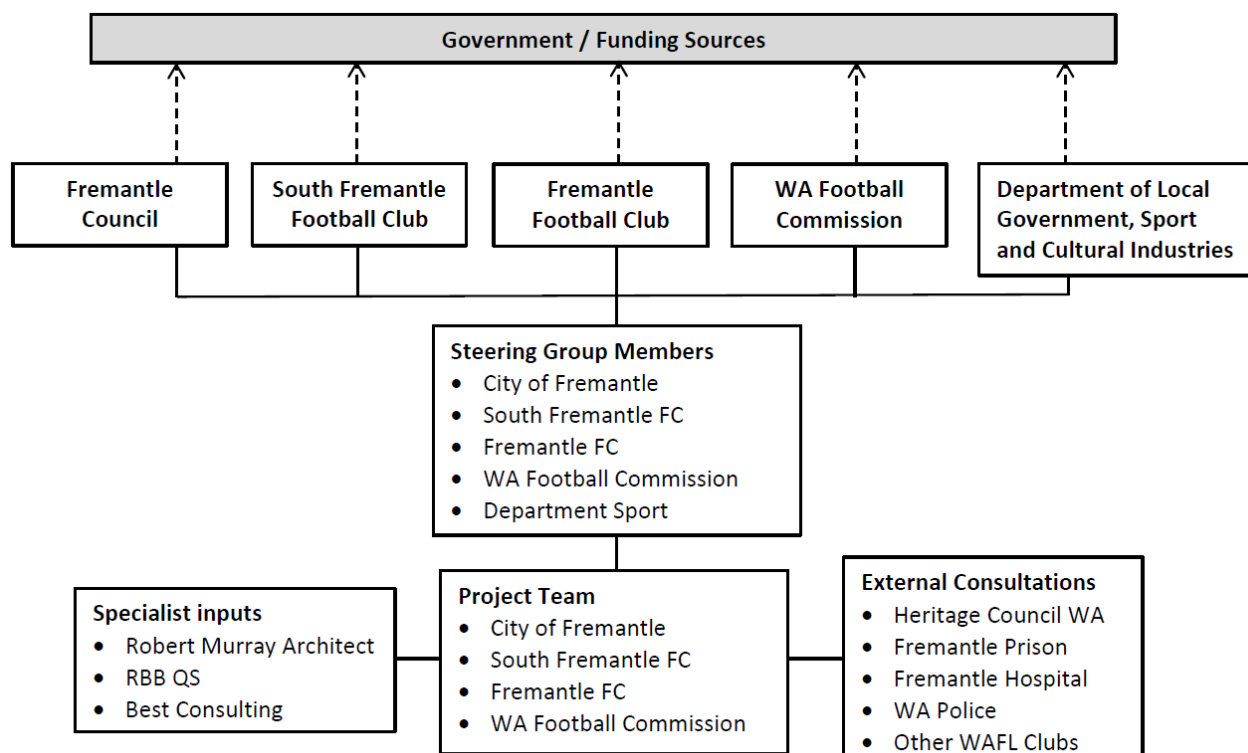 Government / Funding Sources
Fremantle
Council
South Fremantle
Football Club
Fremantle
Football Club
WA Football
Commission
Department of Local
Government, Sport
and Cultural Industries
Steering Group Members
• City of Fremantle
• South Fremantle FC
• Fremantle FC
• WA Football Commission
• Department Sport
Specialist inputs
• Robert Murray Architect
• RBB QS
• Best Consulting
Project Team
• City of Fremantle
• South Fremantle FC
• Fremantle FC
• WA Football Commission
External Consultations
• Heritage Council WA
• Fremantle Prison
• Fremantle Hospital
• WA Police
• Other WAFL Clubs